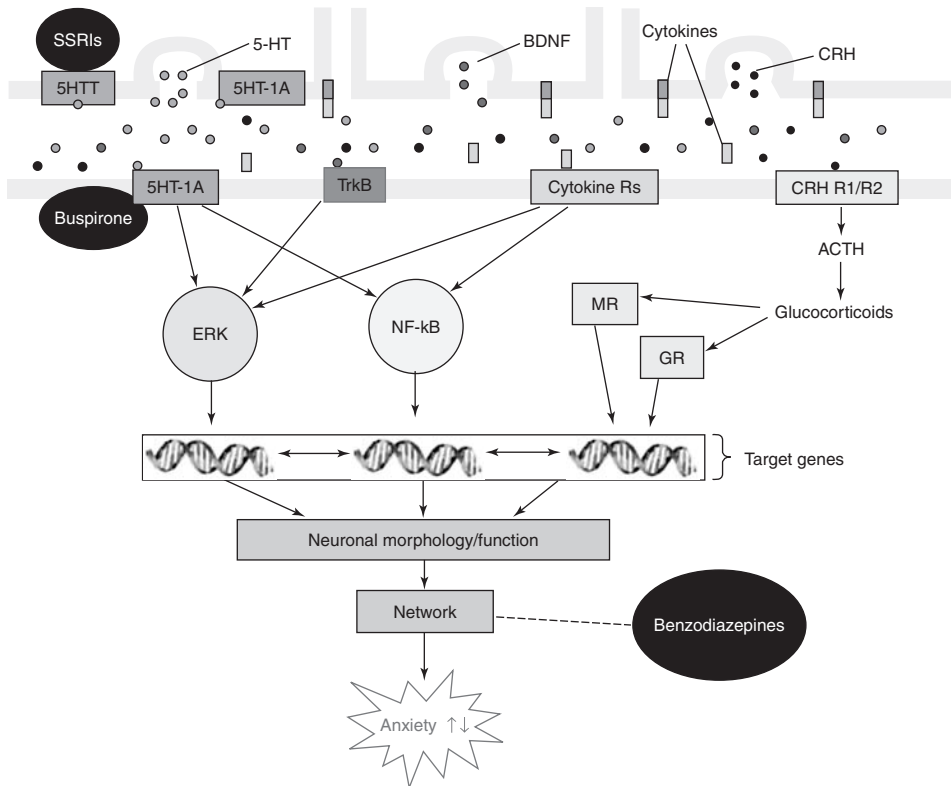 SSRIs
5-HT
BDNF
Cytokines
CRH
5HTT
5HT-1A
5HT-1A
TrkB
Cytokine Rs
CRH R1/R2
Buspirone
ACTH
ERK
NF-kB
MR
Glucocorticoids
GR
Target genes
Neuronal morphology/function
Network
Benzodiazepines
Anxiety ↑↓